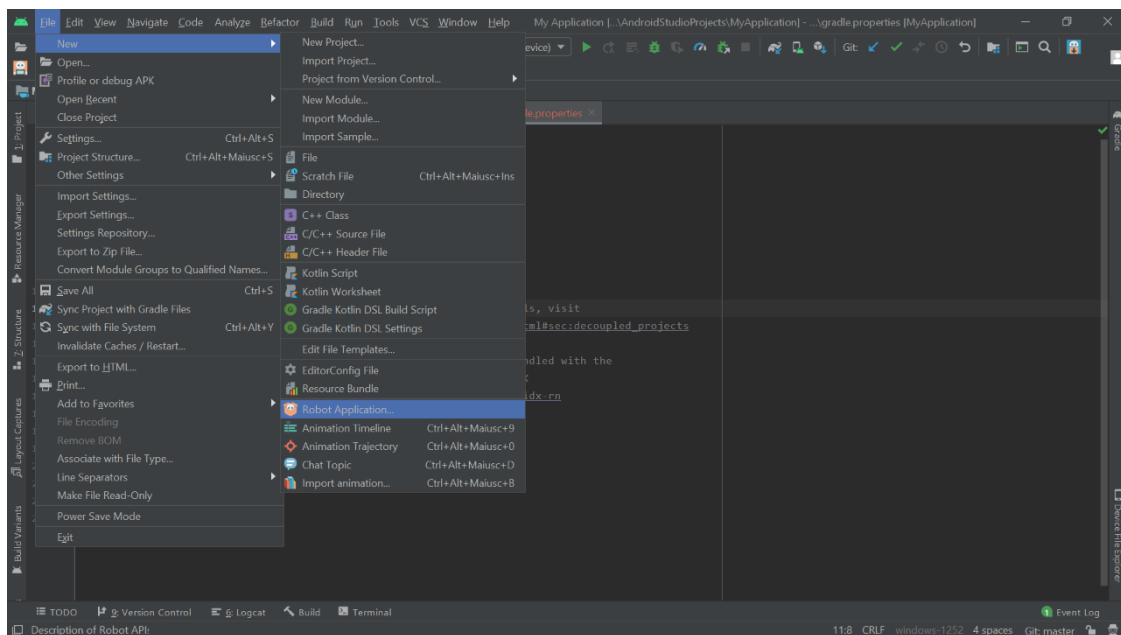 File Edit View Navigate Code Analyze Refactor Build Run Tools VCS Window Help My Application [...\AndroidStudioProjects\MyApplication] - ...\gradle.properties [MyApplication]
evice)
Git:
New
Open...
Profile or debug APK
Open Recent
Close Project
Settings... Ctrl+Alt+S
Project Structure... Ctrl+Alt+Maiusc+S
Other Settings
Import Settings...
Export Settings...
Settings Repository...
Export to Zip File...
Convert Module Groups to Qualified Names...
Save All Ctrl+S
Sync Project with Gradle Files
Sync with File System Ctrl+Alt+Y
Invalidate Caches / Restart...
Export to HTML...
Print...
Add to Favorites
File Encoding
Remove BOM
Associate with File Type...
Line Separators
Make File Read-Only
Power Save Mode
Exit
New Project...
Import Project...
Project from Version Control...
New Module...
Import Module...
Import Sample...
File
Scratch File Ctrl+Alt+Maiusc+Ins
Directory
C++ Class
C/C++ Source File
C/C++ Header File
Kotlin Script
Kotlin Worksheet
Gradle Kotlin DSL Build Script
Gradle Kotlin DSL Settings
Edit File Templates...
EditorConfig File
Resource Bundle
Robot Application...
Animation Timeline Ctrl+Alt+Maiusc+9
Animation Trajectory Ctrl+Alt+Maiusc+0
Chat Topic Ctrl+Alt+Maiusc+D
Import animation... Ctrl+Alt+Maiusc+B
le.properties
ls, visit
tml#sec:decoupled_projects
ndled with the
idx-rn
1: Project
Resource Manager
Z: Structure
Layout Captures
Build Variants
Gradle
Device File Explorer
TODO 9: Version Control 6: Logcat Build Terminal
1 Event Log
Description of Robot API:
11:8 CRLF windows-1252 4 spaces Git: master